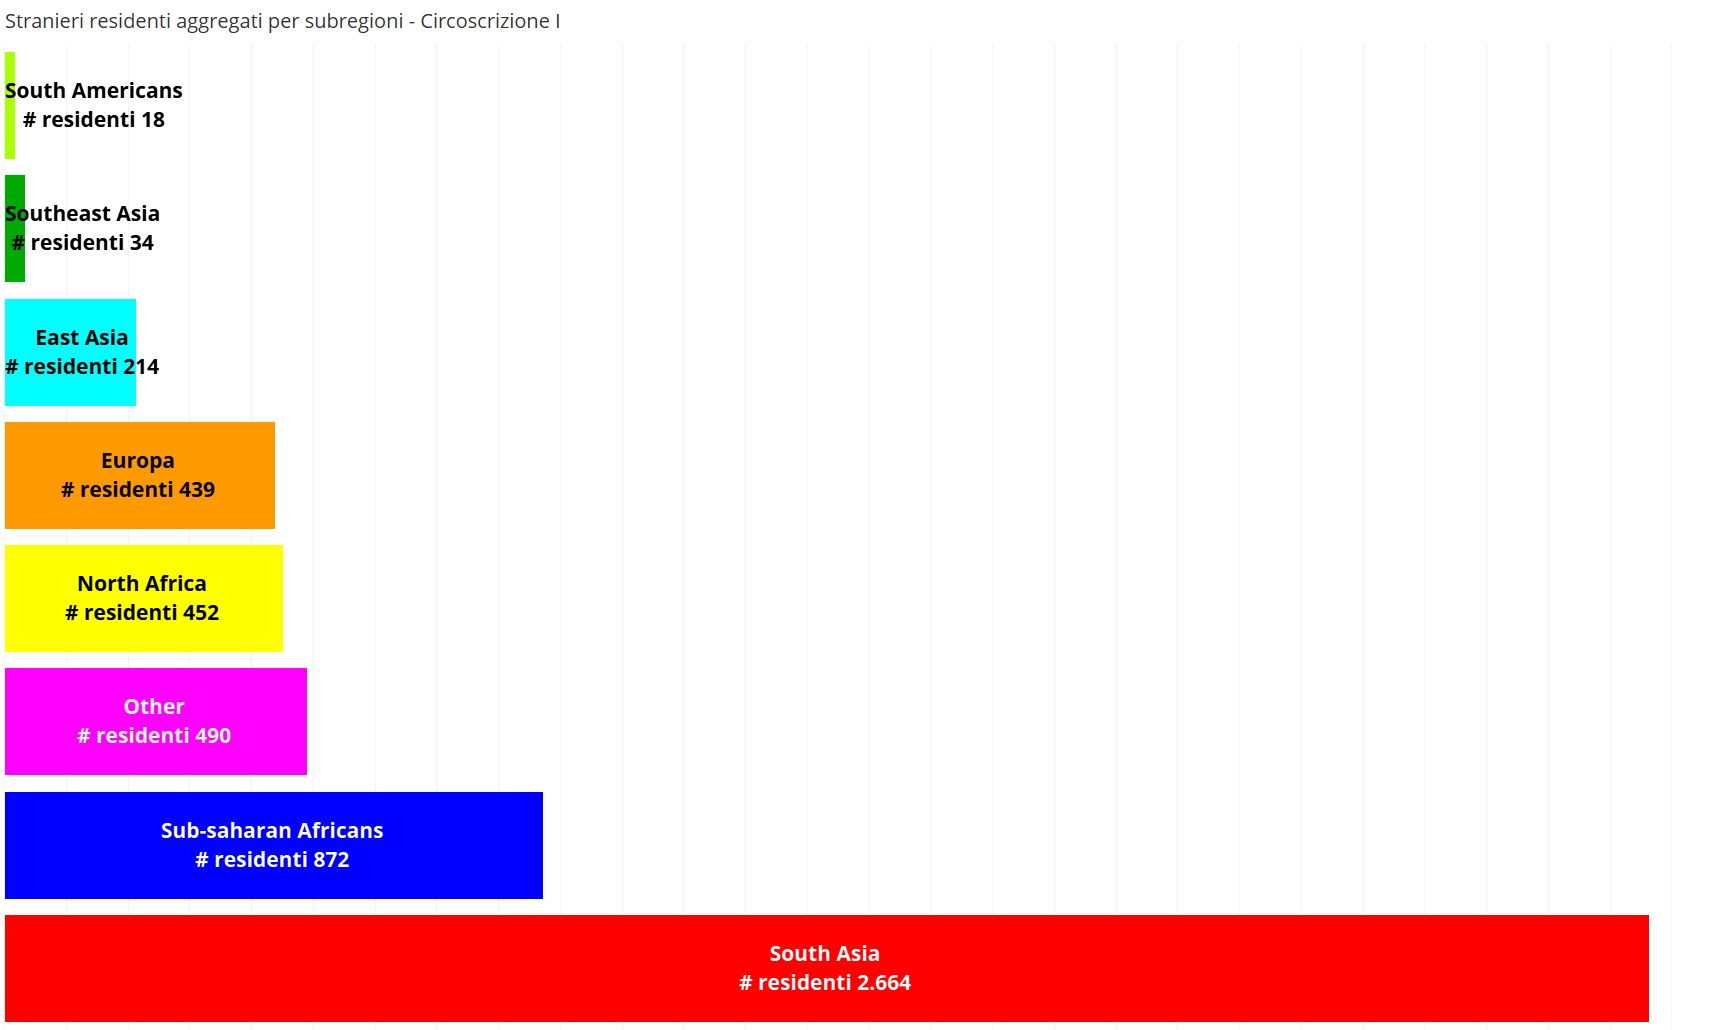 Stranieri residenti aggregati per subregioni - Circoscrizione I
South Americans
# residenti 18
Southeast Asia
# residenti 34
East Asia
# residenti 214
Europa
# residenti 439
North Africa
# residenti 452
Other
# residenti 490
Sub-saharan Africans
# residenti 872
South Asia
# residenti 2.664